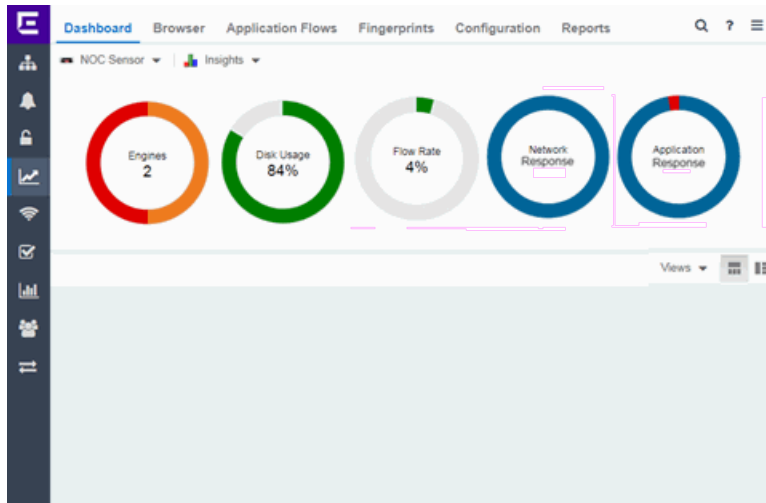 Dashboard Browser Application Flows Fingerprints Configuration Reports ?
NOC Sensor Insights
Engines
2
Disk Usage
84%
Flow Rate
4%
Network
Response
Application
Response
Views